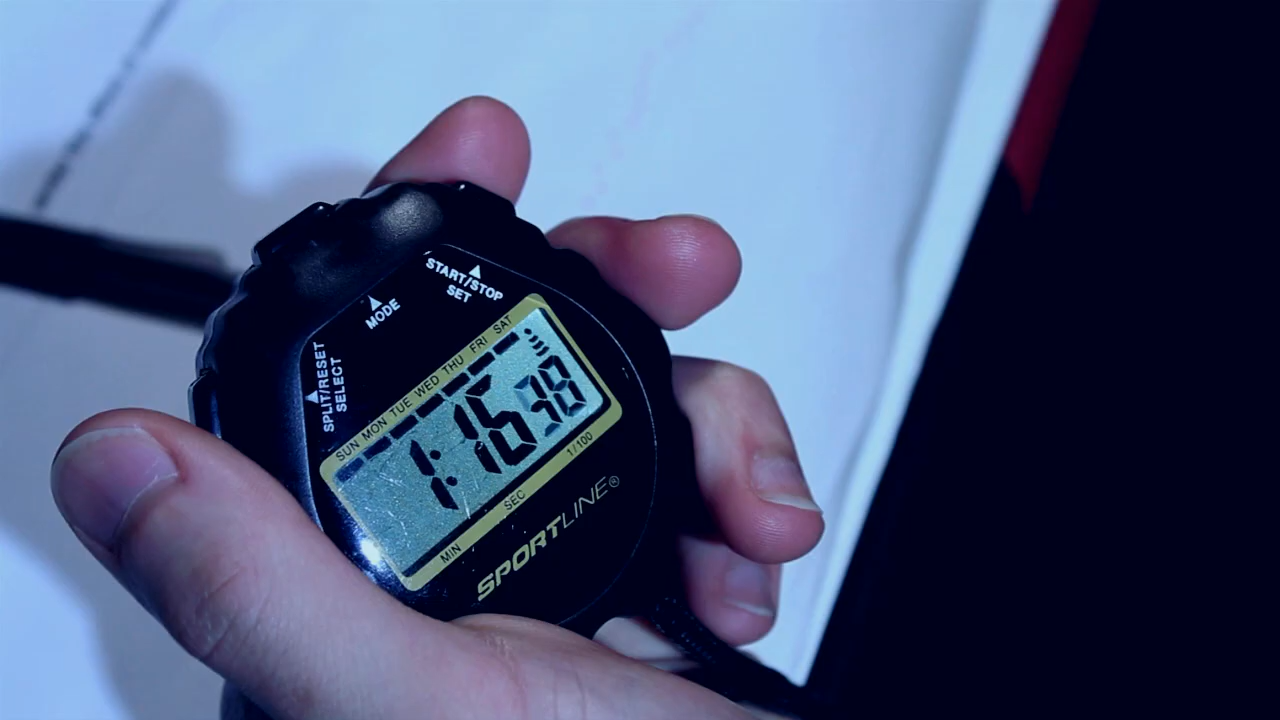 START/STOP
SET
MODE
SPLIT/RESET
SELECT
SUN MON TUE WED THU FRI SAT
1:16
MIN SEC 1/100
SPORTLINE®